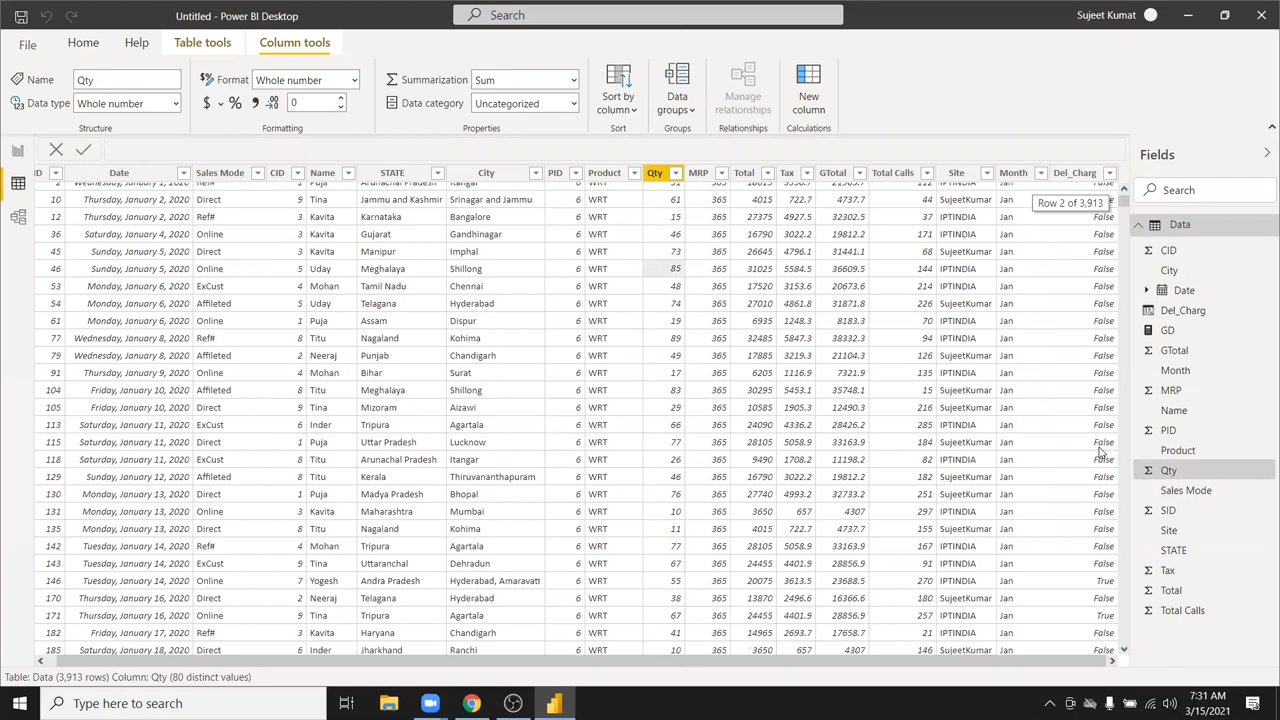 Untitled - Power BI Desktop
Search
Sujeet Kumat
File Home Help Table tools Column tools
Name Qty
Data type Whole number
Structure
Format Whole number
$ % 0
Formatting
Summarization Sum
Data category Uncategorized
Properties
Sort by column
Sort
Data groups
Groups
Manage relationships
Relationships
New column
Calculations
Date Sales Mode CID Name STATE City PID Product Qty MRP Total Tax GTotal Total Calls Site Month Del_Charg
Row 2 of 3,913
10 Thursday, January 2, 2020 Direct 9 Tina Jammu and Kashmir Srinagar and Jammu 6 WRT 61 365 4015 722.7 4737.7 44 SujeetKumar Jan
12 Thursday, January 2, 2020 Ref# 3 Kavita Karnataka Bangalore 6 WRT 15 365 27375 4927.5 32302.5 37 IPTINDIA Jan False
36 Saturday, January 4, 2020 Online 3 Kavita Gujarat Gandhinagar 6 WRT 46 365 16790 3022.2 19812.2 171 IPTINDIA Jan False
45 Sunday, January 5, 2020 Direct 3 Kavita Manipur Imphal 6 WRT 73 365 26645 4796.1 31441.1 68 SujeetKumar Jan False
46 Sunday, January 5, 2020 Online 5 Uday Meghalaya Shillong 6 WRT 85 365 31025 5584.5 36609.5 144 IPTINDIA Jan False
53 Monday, January 6, 2020 ExCust 4 Mohan Tamil Nadu Chennai 6 WRT 48 365 17520 3153.6 20673.6 214 IPTINDIA Jan False
54 Monday, January 6, 2020 Affileted 5 Uday Telagana Hyderabad 6 WRT 74 365 27010 4861.8 31871.8 226 SujeetKumar Jan False
61 Monday, January 6, 2020 Online 1 Puja Assam Dispur 6 WRT 19 365 6935 1248.3 8183.3 70 IPTINDIA Jan False
77 Wednesday, January 8, 2020 Ref# 8 Titu Nagaland Kohima 6 WRT 89 365 32485 5847.3 38332.3 94 IPTINDIA Jan False
79 Wednesday, January 8, 2020 Affileted 2 Neeraj Punjab Chandigarh 6 WRT 49 365 17885 3219.3 21104.3 126 SujeetKumar Jan False
91 Thursday, January 9, 2020 Online 4 Mohan Bihar Surat 6 WRT 17 365 6205 1116.9 7321.9 135 IPTINDIA Jan False
104 Friday, January 10, 2020 Affileted 8 Titu Meghalaya Shillong 6 WRT 83 365 30295 5453.1 35748.1 15 SujeetKumar Jan False
105 Friday, January 10, 2020 Direct 9 Tina Mizoram Aizawi 6 WRT 29 365 10585 1905.3 12490.3 216 SujeetKumar Jan False
113 Saturday, January 11, 2020 ExCust 6 Inder Tripura Agartala 6 WRT 77 365 24090 4336.2 28426.2 285 IPTINDIA Jan False
115 Saturday, January 11, 2020 Direct 1 Puja Uttar Pradesh Lucknow 6 WRT 77 365 28105 5058.9 33163.9 184 SujeetKumar Jan False
118 Saturday, January 11, 2020 ExCust 8 Titu Arunachal Pradesh Itangar 6 WRT 26 365 9490 1708.2 11198.2 82 IPTINDIA Jan False
129 Sunday, January 12, 2020 Affileted 8 Titu Kerala Thiruvananthapuram 6 WRT 46 365 16790 3022.2 19812.2 182 SujeetKumar Jan False
130 Monday, January 13, 2020 Direct 1 Puja Madya Pradesh Bhopal 6 WRT 76 365 27740 4993.2 32733.2 251 SujeetKumar Jan False
131 Monday, January 13, 2020 Online 3 Kavita Maharashtra Mumbai 6 WRT 10 365 3650 657 4307 297 IPTINDIA Jan False
135 Monday, January 13, 2020 Direct 8 Titu Nagaland Kohima 6 WRT 11 365 4015 722.7 4737.7 155 SujeetKumar Jan False
142 Tuesday, January 14, 2020 Ref# 4 Mohan Tripura Agartala 6 WRT 77 365 28105 5058.9 33163.9 167 SujeetKumar Jan False
143 Tuesday, January 14, 2020 ExCust 9 Tina Uttaranchal Dehradun 6 WRT 67 365 24455 4401.9 28856.9 91 IPTINDIA Jan False
146 Tuesday, January 14, 2020 Online 7 Yogesh Andra Pradesh Hyderabad, Amaravati 6 WRT 55 365 20075 3613.5 23688.5 270 IPTINDIA Jan True
170 Thursday, January 16, 2020 Direct 2 Neeraj Telagana Hyderabad 6 WRT 38 365 13870 2496.6 16366.6 180 SujeetKumar Jan False
171 Thursday, January 16, 2020 Online 9 Tina Tripura Agartala 6 WRT 67 365 24455 4401.9 28856.9 257 IPTINDIA Jan True
182 Friday, January 17, 2020 Ref# 3 Kavita Haryana Chandigarh 6 WRT 41 365 14965 2693.7 17658.7 21 IPTINDIA Jan False
185 Saturday, January 18, 2020 Direct 6 Inder Jharkhand Ranchi 6 WRT 10 365 3650 657 4307 146 SujeetKumar Jan False
Fields
Search
Data
CID
City
Date
Del_Charg
GD
GTotal
Month
MRP
Name
PID
Product
Qty
Sales Mode
SID
Site
STATE
Tax
Total
Total Calls
Table: Data (3,913 rows) Column: Qty (80 distinct values)
Type here to search
7:31 AM
3/15/2021